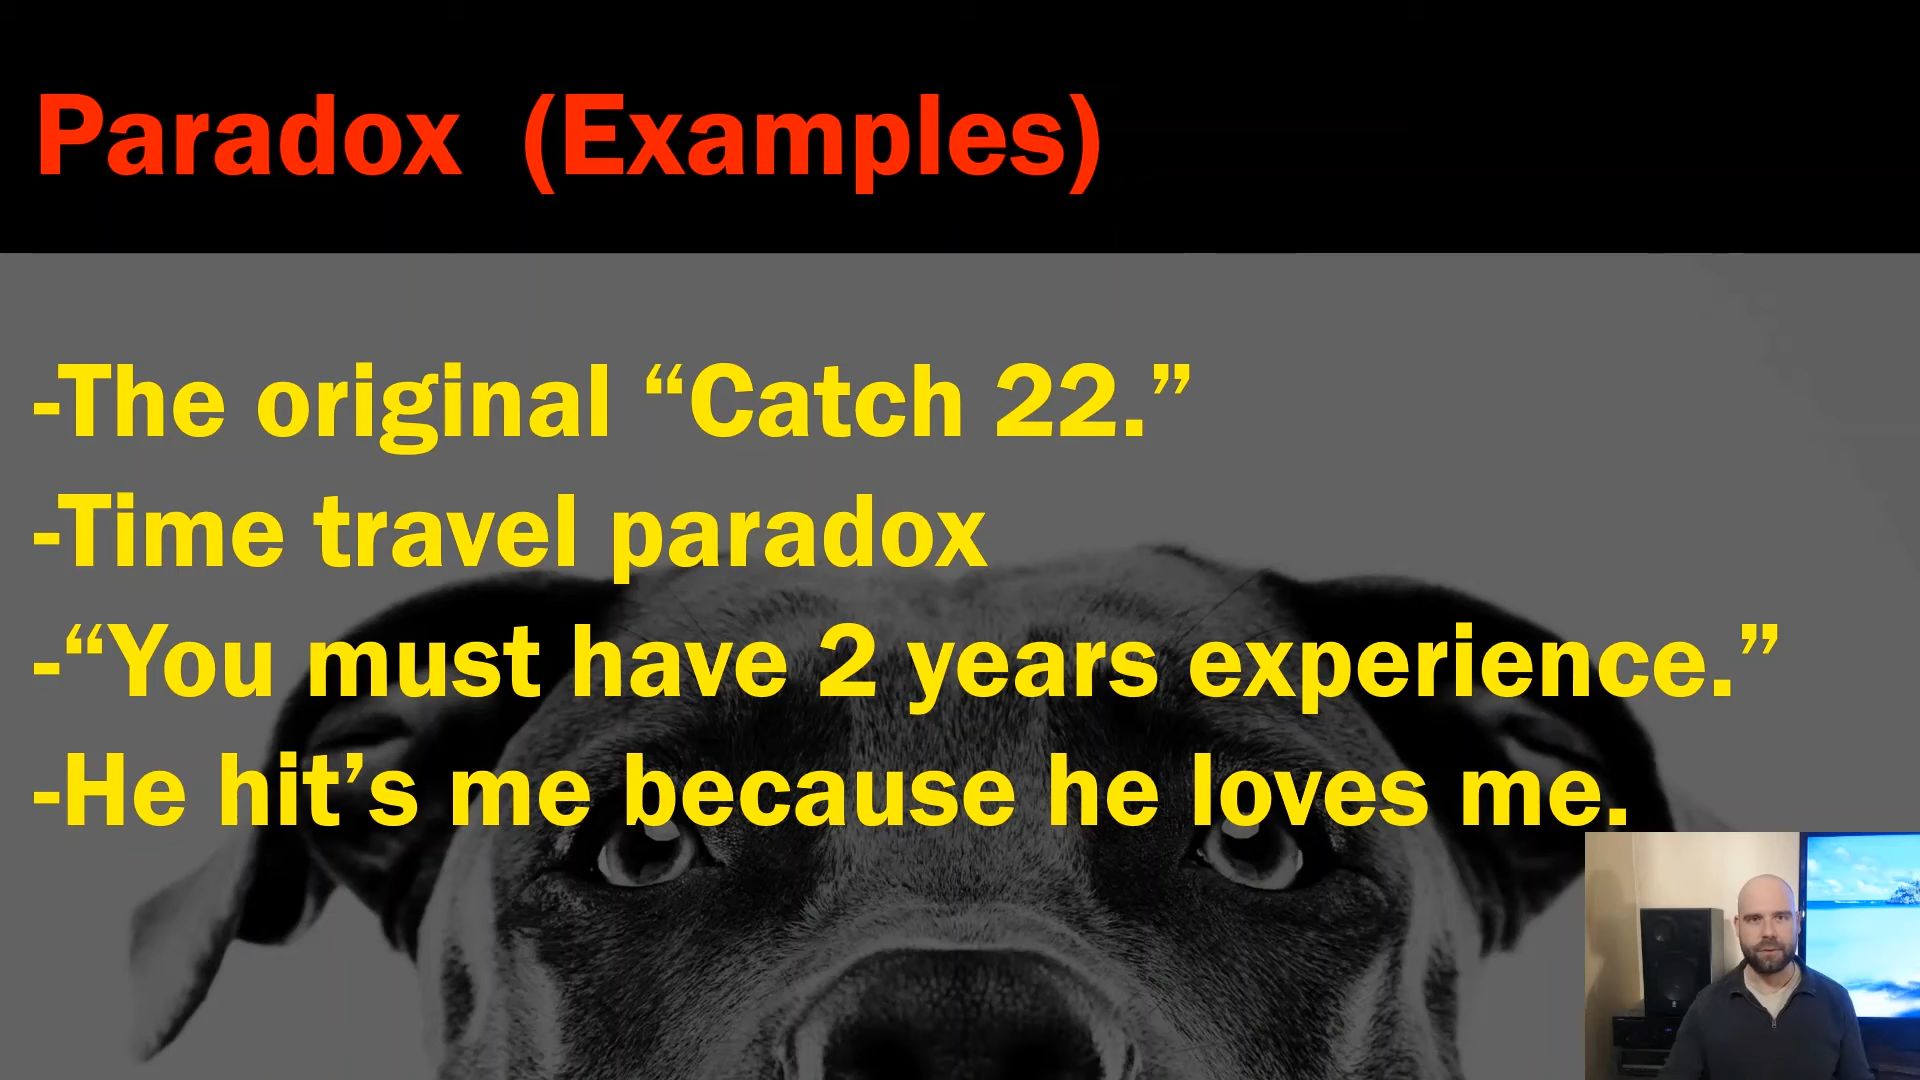 Paradox (Examples)
-The original “Catch 22.”
-Time travel paradox
-“You must have 2 years experience.”
-He hit’s me because he loves me.